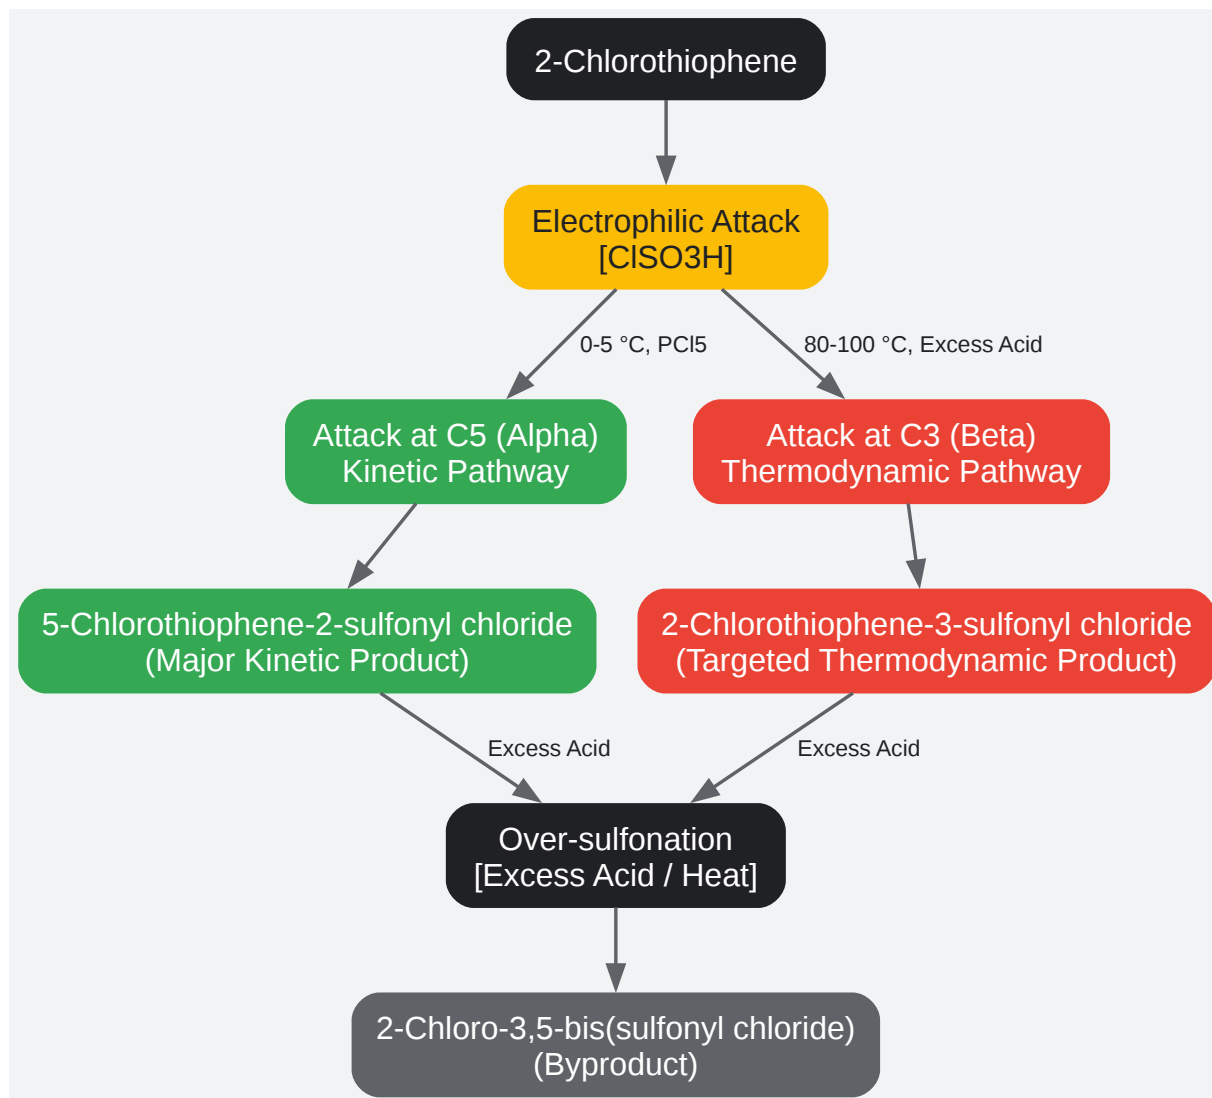 2-Chlorothiophene
Electrophilic Attack
[ClSO3H]
0-5 °C, PCl5
80-100 °C, Excess Acid
Attack at C5 (Alpha)
Kinetic Pathway
Attack at C3 (Beta)
Thermodynamic Pathway
5-Chlorothiophene-2-sulfonyl chloride
(Major Kinetic Product)
2-Chlorothiophene-3-sulfonyl chloride
(Targeted Thermodynamic Product)
Excess Acid
Excess Acid
Over-sulfonation
[Excess Acid / Heat]
2-Chloro-3,5-bis(sulfonyl chloride)
(Byproduct)